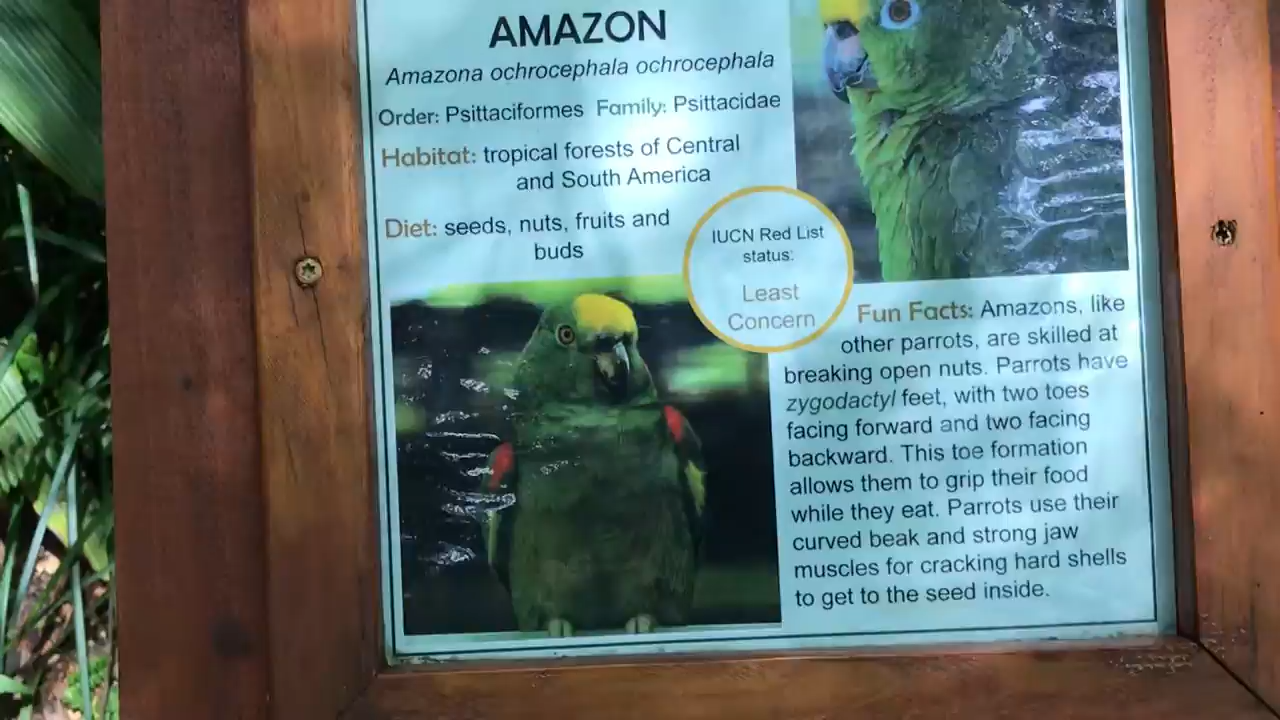 AMAZON
Amazona ochrocephala ochrocephala
Order: Psittaciformes Family: Psittacidae
Habitat: tropical forests of Central
and South America
Diet: seeds, nuts, fruits and
buds
IUCN Red List
status:
Least
Concern
Fun Facts: Amazons, like
other parrots, are skilled at
breaking open nuts. Parrots have
zygodactyl feet, with two toes
facing forward and two facing
backward. This toe formation
allows them to grip their food
while they eat. Parrots use their
curved beak and strong jaw
muscles for cracking hard shells
to get to the seed inside.